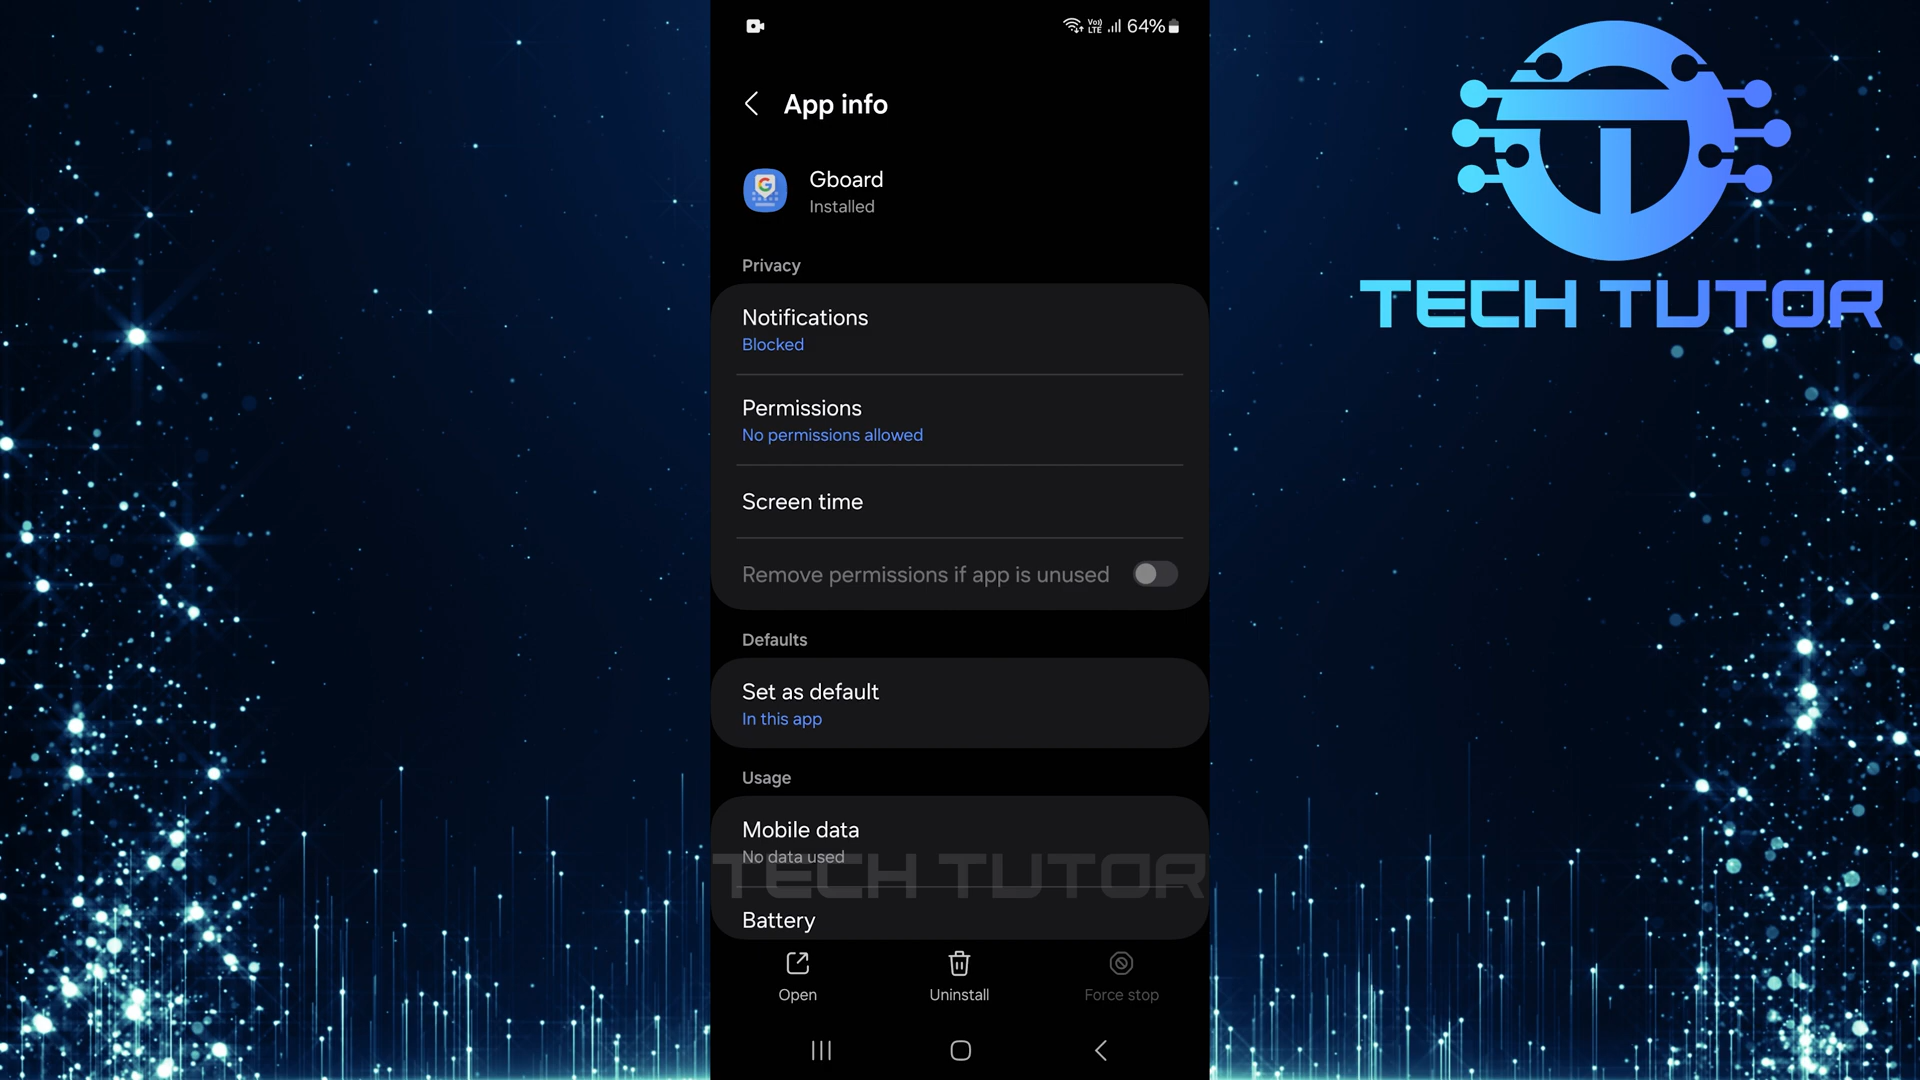 Vo))
LTE
64%
App info
Gboard
Installed
Privacy
Notifications
Blocked
Permissions
No permissions allowed
Screen time
Remove permissions if app is unused
Defaults
Set as default
In this app
Usage
Mobile data
No data used
TECH TUTOR
Battery
Open
Uninstall
Force stop
TECH TUTOR